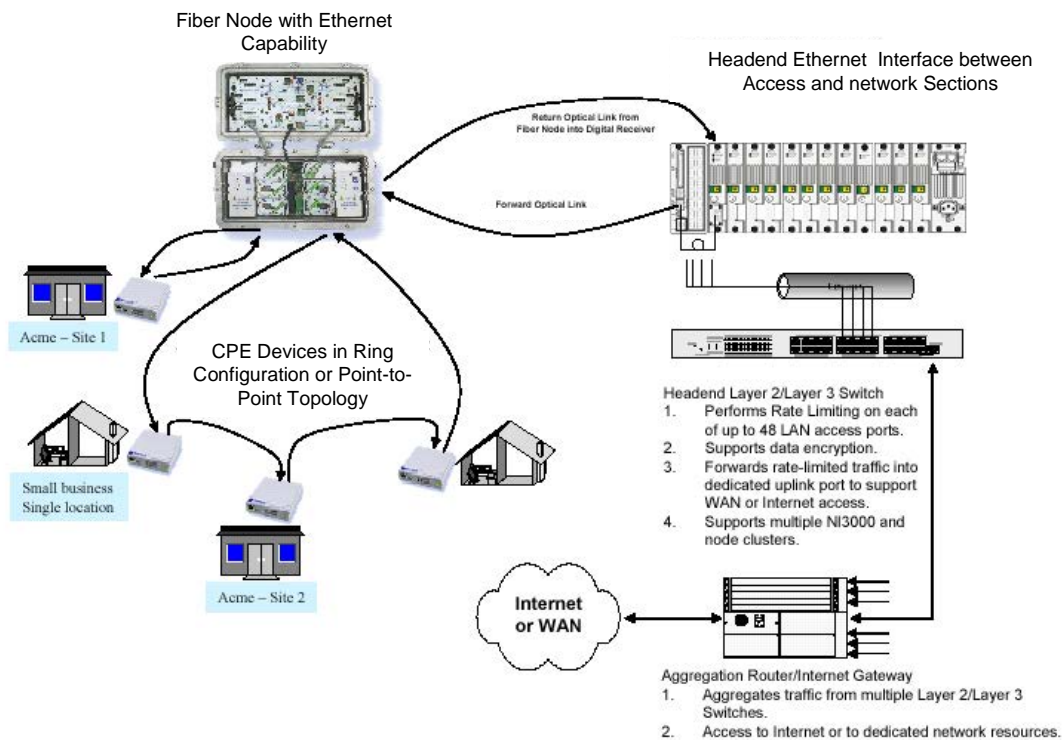 Fiber Node with Ethernet
Capability
Headend Ethernet Interface between
Access and network Sections
Return Optical Link from
Fiber Node into Digital Receiver
Forward Optical Link
Acme – Site 1
CPE Devices in Ring
Configuration or Point-to-
Point Topology
Small business
Single location
Acme – Site 2
Headend Layer 2/Layer 3 Switch
1. Performs Rate Limiting on each
of up to 48 LAN access ports.
2. Supports data encryption.
3. Forwards rate-limited traffic into
dedicated uplink port to support
WAN or Internet access.
4. Supports multiple NI3000 and
node clusters.
Internet
or WAN
Aggregation Router/Internet Gateway
1. Aggregates traffic from multiple Layer 2/Layer 3
Switches.
2. Access to Internet or to dedicated network resources.